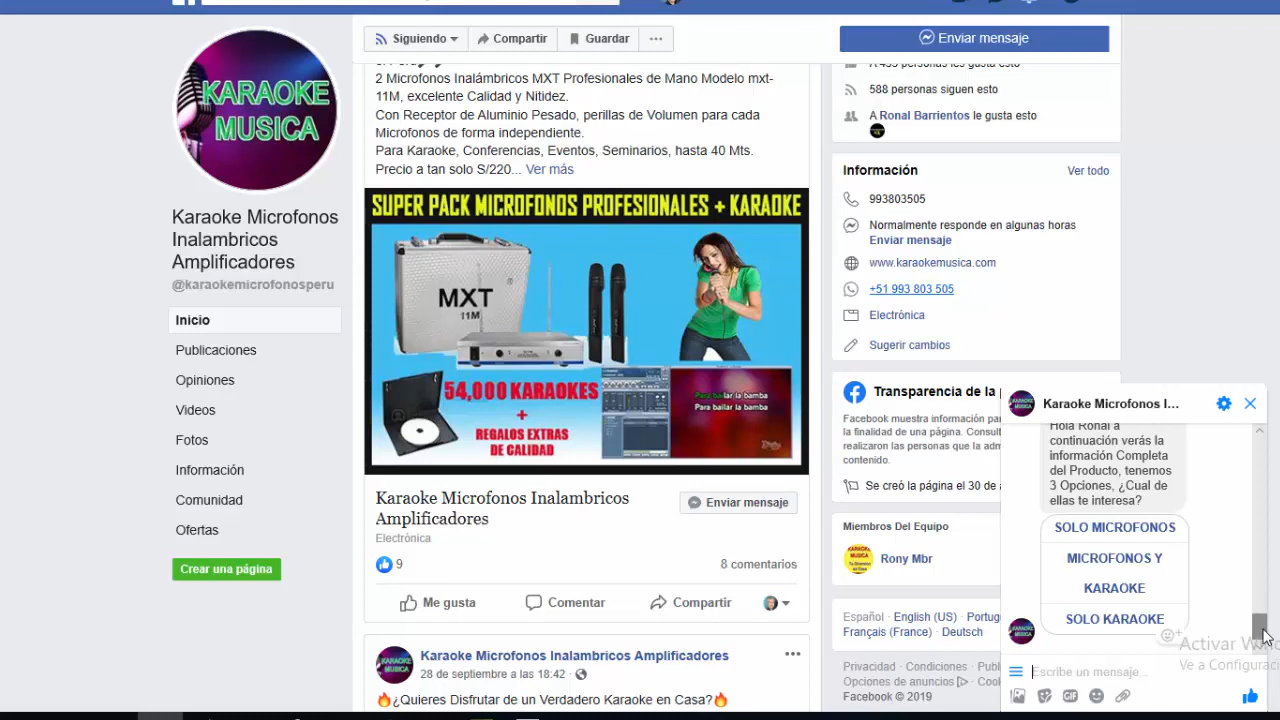 Siguiendo
Compartir
Guardar
Enviar mensaje
KARAOKE
MUSICA
Karaoke Microfonos
Inalambricos
Amplificadores
@karaokemicrofonosperu
Inicio
Publicaciones
Opiniones
Videos
Fotos
Información
Comunidad
Ofertas
Crear una página
2 Microfonos Inalámbricos MXT Profesionales de Mano Modelo mxt-
11M, excelente Calidad y Nitidez.
Con Receptor de Aluminio Pesado, perillas de Volumen para cada
Microfonos de forma independiente.
Para Karaoke, Conferencias, Eventos, Seminarios, hasta 40 Mts.
Precio a tan solo S/220... Ver más
SUPER PACK MICROFONOS PROFESIONALES + KARAOKE
MXT
11M
54,000 KARAOKES
+
REGALOS EXTRAS
DE CALIDAD
Para bailar la bamba
Para bailar la bamba
Karaoke Microfonos Inalambricos
Amplificadores
Electrónica
Enviar mensaje
9
8 comentarios
Me gusta
Comentar
Compartir
Karaoke Microfonos Inalambricos Amplificadores
28 de septiembre a las 18:42
¿Quieres Disfrutar de un Verdadero Karaoke en Casa?
588 personas siguen esto
A Ronal Barrientos le gusta esto
Información
Ver todo
993803505
Normalmente responde en algunas horas
Enviar mensaje
www.karaokemusica.com
+51 993 803 505
Electrónica
Sugerir cambios
Transparencia de la
Facebook muestra información par
la finalidad de una página. Consult
realizaron las personas que la adm
contenido.
Se creó la página el 30 de a
Miembros Del Equipo
Rony Mbr
Español · English (US) · Portug
Français (France) · Deutsch
Privacidad · Condiciones · Publ
Opciones de anuncios · Cook
Facebook © 2019
Karaoke Microfonos I...
Hola Ronal a
continuación verás la
información Completa
del Producto, tenemos
3 Opciones, ¿Cual de
ellas te interesa?
SOLO MICROFONOS
MICROFONOS Y
KARAOKE
SOLO KARAOKE
Escribe un mensaje...
GIF
Activar Win
Ve a Configurac